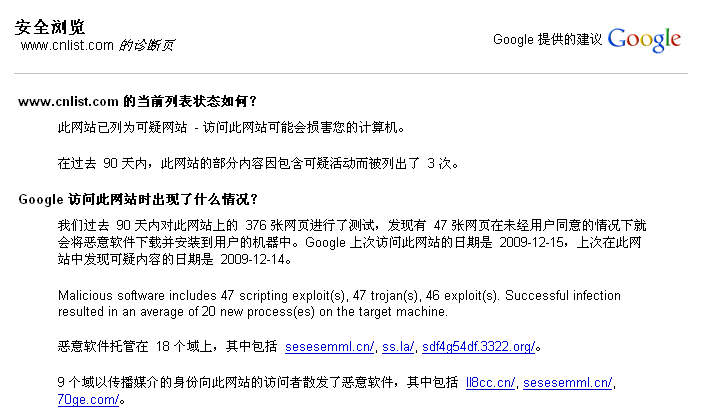 安全浏览
www.cnlist.com 的诊断页
Google 提供的建议 Google
www.cnlist.com 的当前列表状态如何？
此网站已列为可疑网站 - 访问此网站可能会损害您的计算机。
在过去 90 天内，此网站的部分内容因包含可疑活动而被列出了 3 次。
Google 访问此网站时出现了什么情况？
我们过去 90 天内对此网站上的 376 张网页进行了测试，发现有 47 张网页在未经用户同意的情况下就
会将恶意软件下载并安装到用户的机器中。Google 上次访问此网站的日期是 2009-12-15，上次在此网
站中发现可疑内容的日期是 2009-12-14。
Malicious software includes 47 scripting exploit(s), 47 trojan(s), 46 exploit(s). Successful infection
resulted in an average of 20 new process(es) on the target machine.
恶意软件托管在 18 个域上，其中包括 sesesemml.cn/, ss.la/, sdf4g54df.3322.org/。
9 个域以传播媒介的身份向此网站的访问者散发了恶意软件，其中包括 ll8cc.cn/, sesesemml.cn/,
70ge.com/。